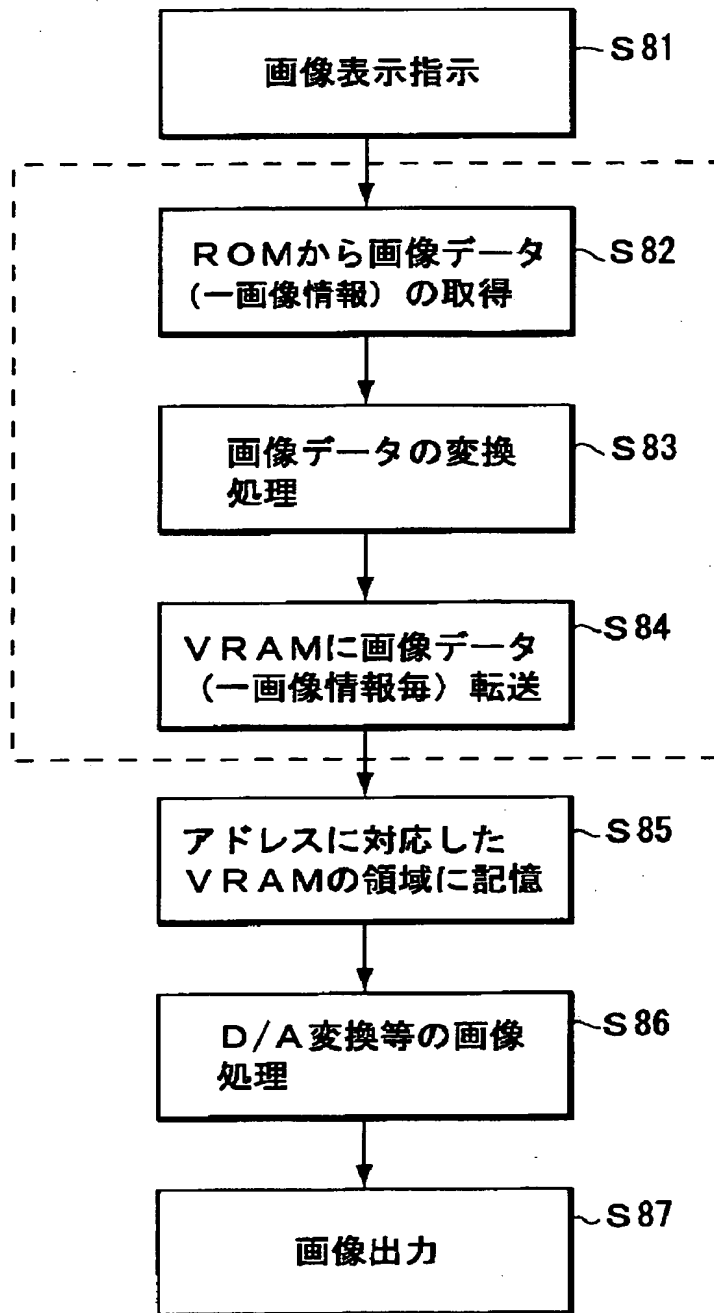 画像表示指示
S81
ROMから画像データ
(一画像情報)の取得
S82
画像データの変換
処理
S83
VRAMに画像データ
(一画像情報毎)転送
S84
アドレスに対応した
VRAMの領域に記憶
S85
D/A変換等の画像
処理
S86
画像出力
S87